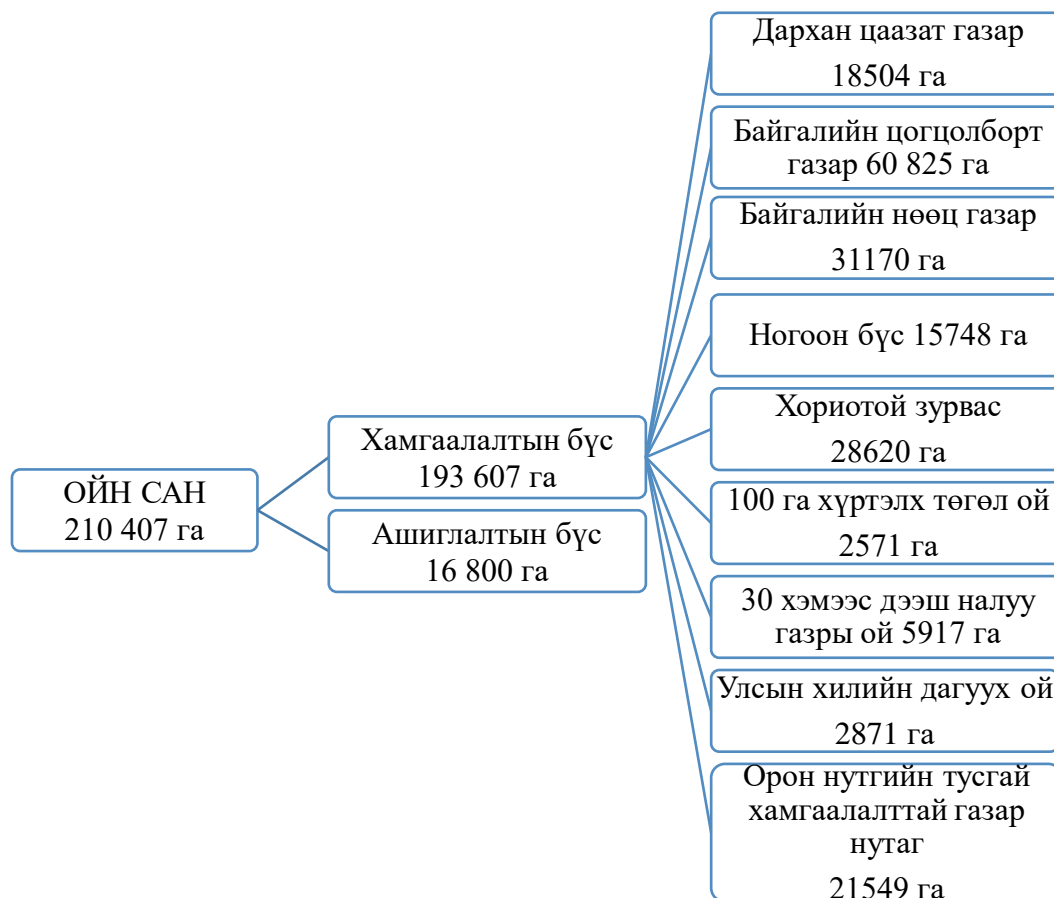 ОЙН САН
210 407 га
Хамгаалалтын бүс
193 607 га
Ашиглалтын бүс
16 800 га
Дархан цаазат газар
18504 га
Байгалийн цогцолборт
газар 60 825 га
Байгалийн нөөц газар
31170 га
Ногоон бүс 15748 га
Хориотой зурвас
28620 га
100 га хүртэлх төгөл ой
2571 га
30 хэмээс дээш налуу
газры ой 5917 га
Улсын хилийн дагуух ой
2871 га
Орон нутгийн тусгай
хамгаалалттай газар
нутаг
21549 га